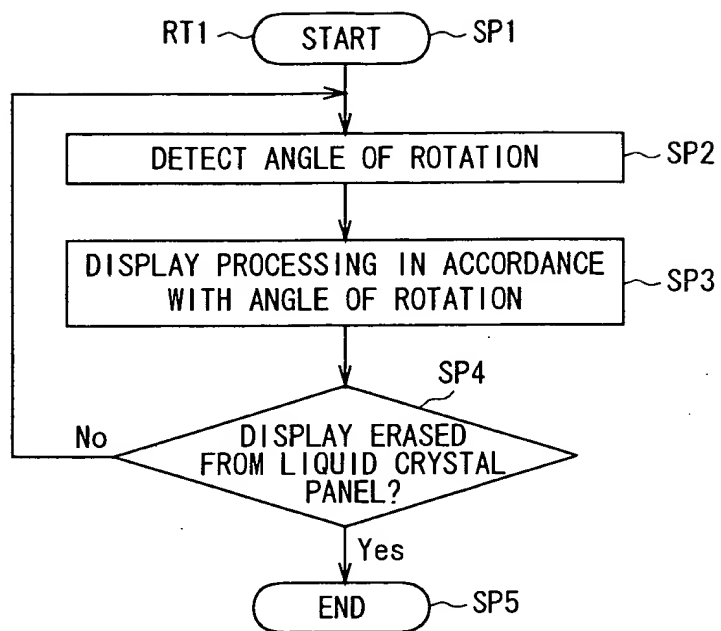 RT1 START SP1
DETECT ANGLE OF ROTATION SP2
DISPLAY PROCESSING IN ACCORDANCE
WITH ANGLE OF ROTATION SP3
SP4
No DISPLAY ERASED
FROM LIQUID CRYSTAL
PANEL?
Yes
END SP5